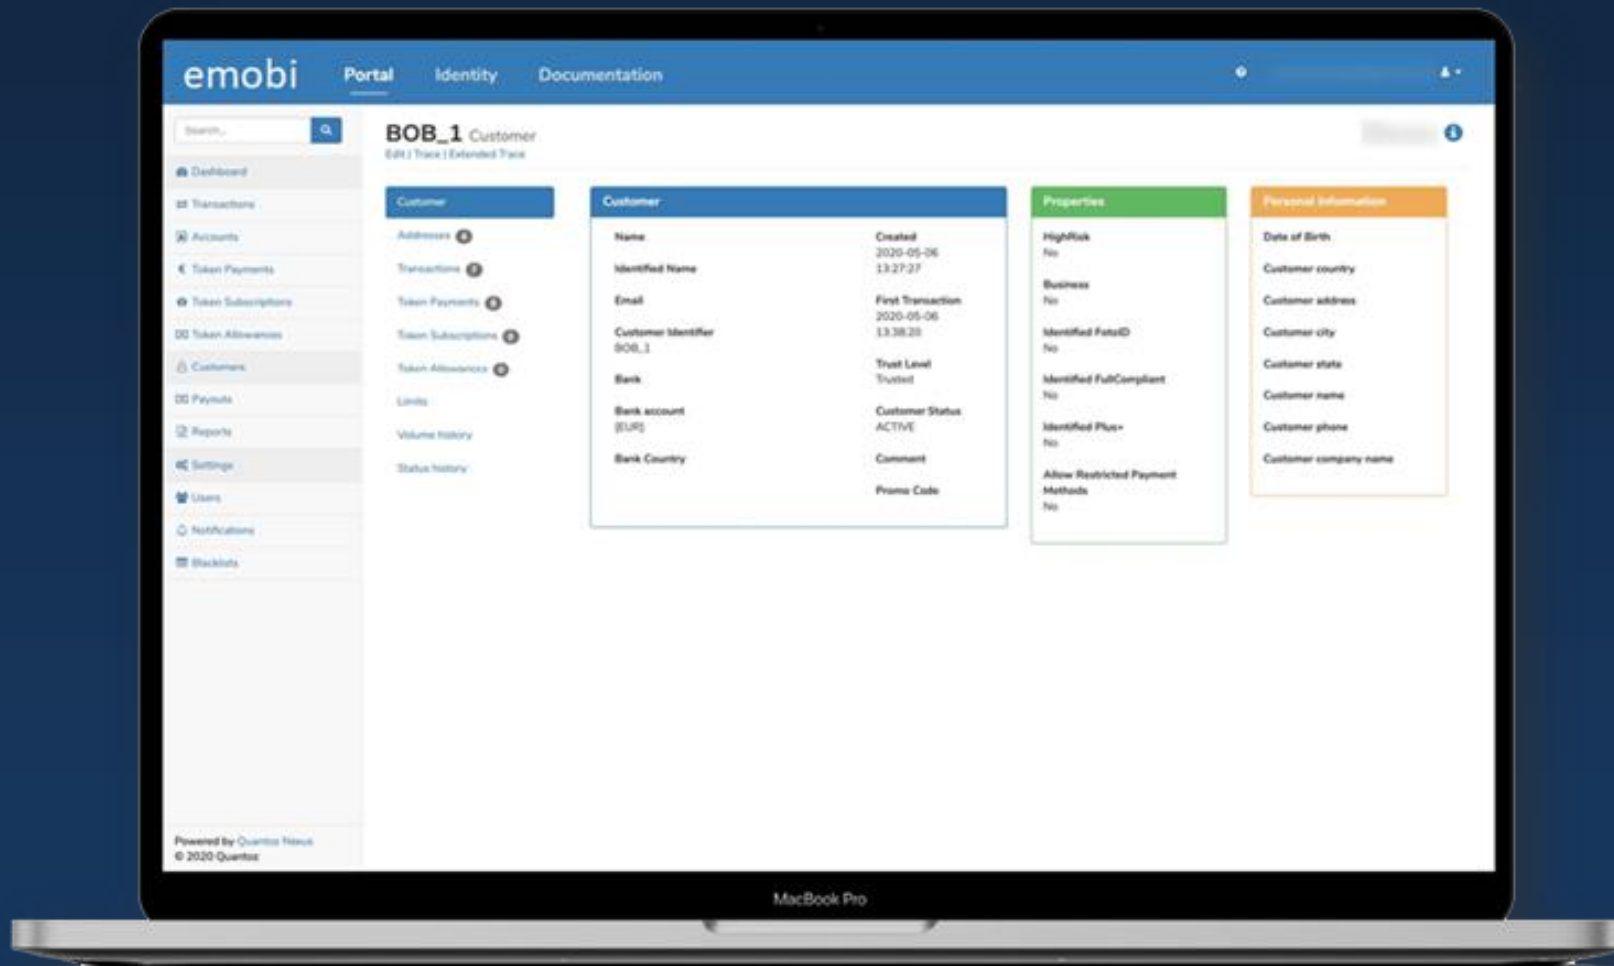 emobi
Portal Identity Documentation
Search...
Dashboard
Transactions
Accounts
Token Payments
Token Subscriptions
Token Allowances
Customers
Payouts
Reports
Settings
Users
Notifications
Blacklists
Powered by Quantoz Nexus
© 2020 Quantoz
BOB_1 Customer
Edit | Trace | Extended Trace
Customer
Addresses
Transactions
Token Payments
Token Subscriptions
Token Allowances
Limits
Volume history
Status history
Customer
Name
Identified Name
Email
Customer Identifier
BOB_1
Bank
Bank account
[EUR]
Bank Country
Created
2020-05-06
13:27:27
First Transaction
2020-05-06
13:38:20
Trust Level
Trusted
Customer Status
ACTIVE
Comment
Promo Code
Properties
HighRisk
No
Business
No
Identified FotoID
No
Identified FullCompliant
No
Identified Plus+
No
Allow Restricted Payment
Methods
No
Personal Information
Date of Birth
Customer country
Customer address
Customer city
Customer state
Customer name
Customer phone
Customer company name
MacBook Pro